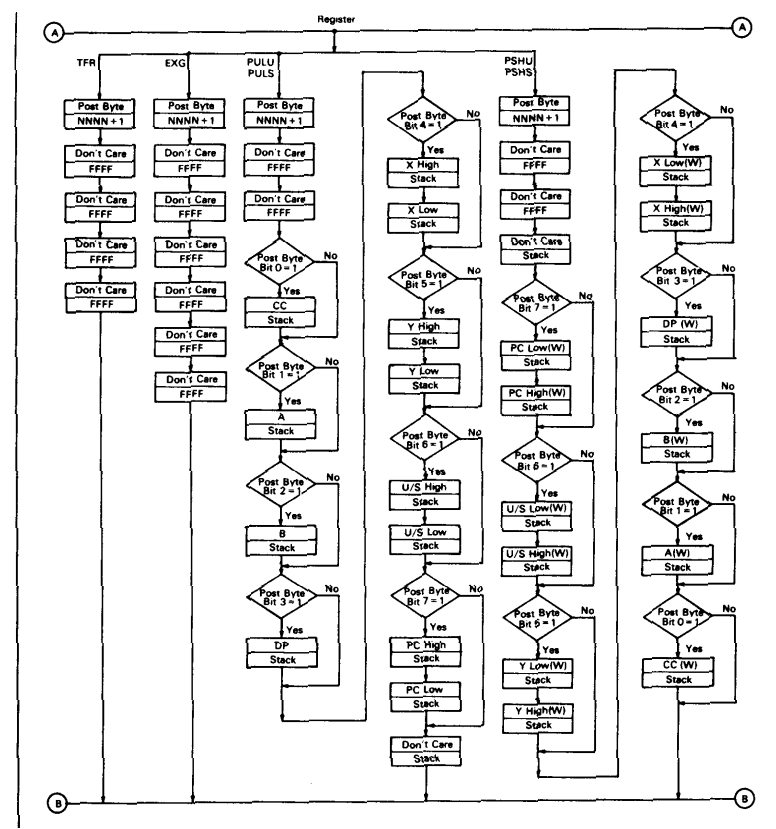 Register
A
A
TFR
Post Byte
NNNN + 1
Don't Care
FFFF
Don't Care
FFFF
Don't Care
FFFF
Don't Care
FFFF
EXG
Post Byte
NNNN + 1
Don't Care
FFFF
Don't Care
FFFF
Don't Care
FFFF
Don't Care
FFFF
Don't Care
FFFF
Don't Care
FFFF
PULU
PULS
Post Byte
NNNN + 1
Don't Care
FFFF
Don't Care
FFFF
Post Byte
Bit 0 = 1
No
Yes
CC
Stack
Post Byte
Bit 1 = 1
No
Yes
A
Stack
Post Byte
Bit 2 = 1
No
Yes
B
Stack
Post Byte
Bit 3 = 1
No
Yes
DP
Stack
Post Byte
Bit 4 = 1
No
Yes
X High
Stack
X Low
Stack
Post Byte
Bit 5 = 1
No
Yes
Y High
Stack
Y Low
Stack
Post Byte
Bit 6 = 1
No
Yes
U/S High
Stack
U/S Low
Stack
Post Byte
Bit 7 = 1
No
Yes
PC High
Stack
PC Low
Stack
Don't Care
Stack
PSHU
PSHS
Post Byte
NNNN + 1
Don't Care
FFFF
Don't Care
FFFF
Don't Care
Stack
Post Byte
Bit 7 = 1
No
Yes
PC Low(W)
Stack
PC High(W)
Stack
Post Byte
Bit 6 = 1
No
Yes
U/S Low(W)
Stack
U/S High(W)
Stack
Post Byte
Bit 5 = 1
No
Yes
Y Low(W)
Stack
Y High(W)
Stack
Post Byte
Bit 4 = 1
No
Yes
X Low(W)
Stack
X High(W)
Stack
Post Byte
Bit 3 = 1
No
Yes
DP (W)
Stack
Post Byte
Bit 2 = 1
No
Yes
B(W)
Stack
Post Byte
Bit 1 = 1
No
Yes
A(W)
Stack
Post Byte
Bit 0 = 1
No
Yes
CC (W)
Stack
B
B